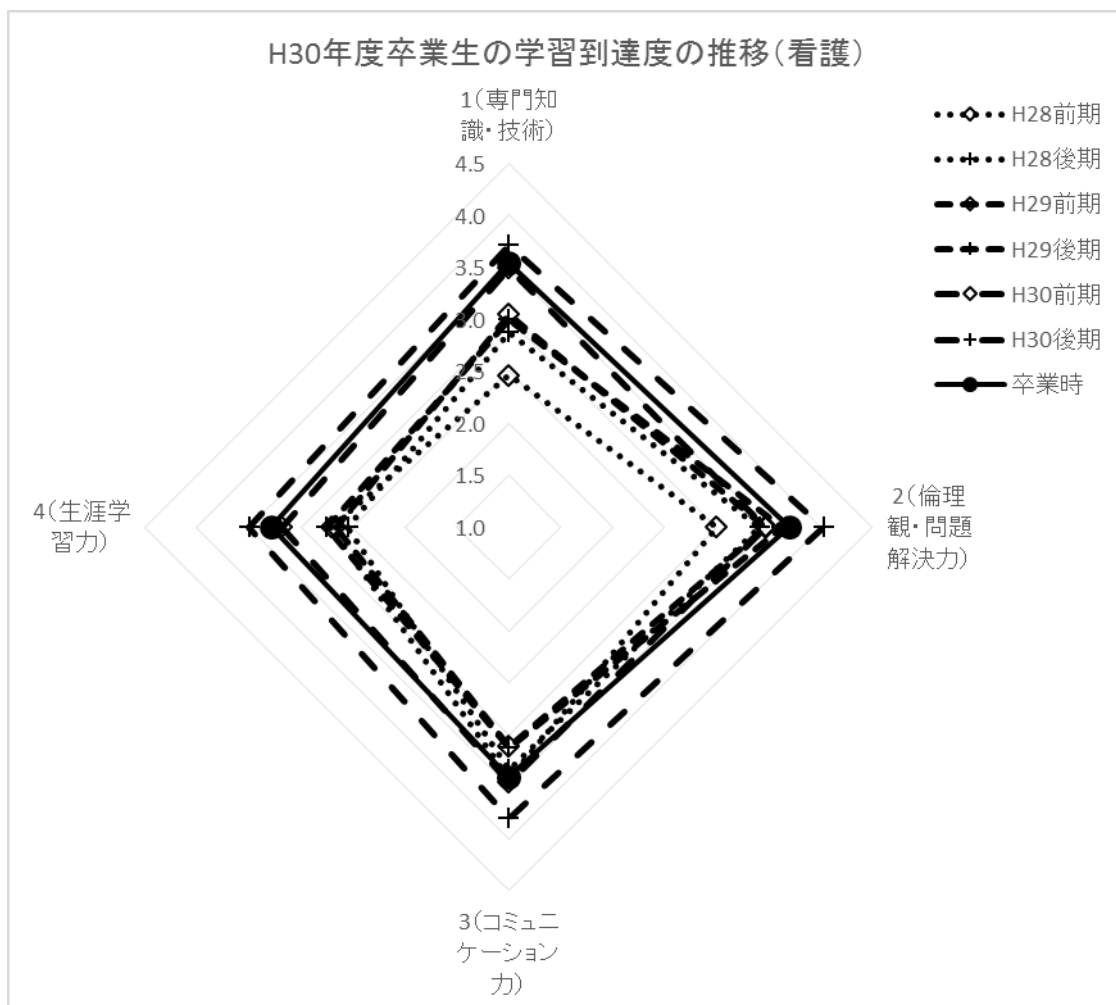 H30年度卒業生の学習到達度の推移(看護)
1(専門知
識・技術)
H28前期
H28後期
H29前期
H29後期
H30前期
H30後期
卒業時
4.5
4.0
3.5
3.0
2.5
2.0
1.5
1.0
4(生涯学
習力)
2(倫理
観・問題
解決力)
3(コミュニ
ケーション
力)